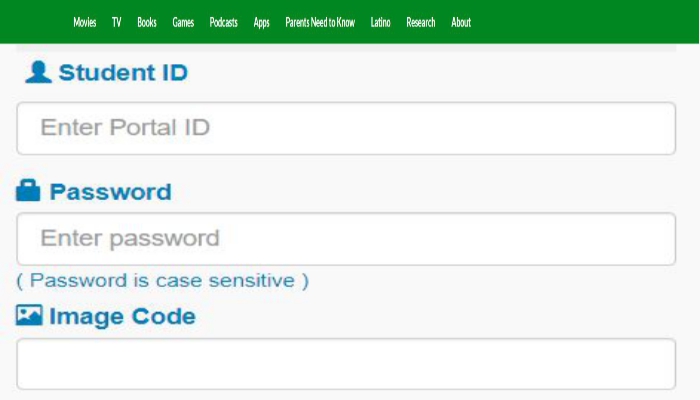 Movies TV Books Games Podcasts Apps Parents Need to Know Latino Research About
Student ID
Enter Portal ID
Password
Enter password
( Password is case sensitive )
Image Code